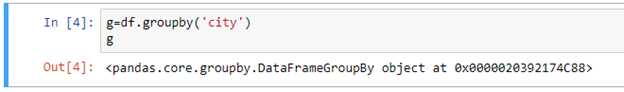 In [4]: g=df.groupby('city')
g
Out[4]: <pandas.core.groupby.DataFrameGroupBy object at 0x0000020392174C88>